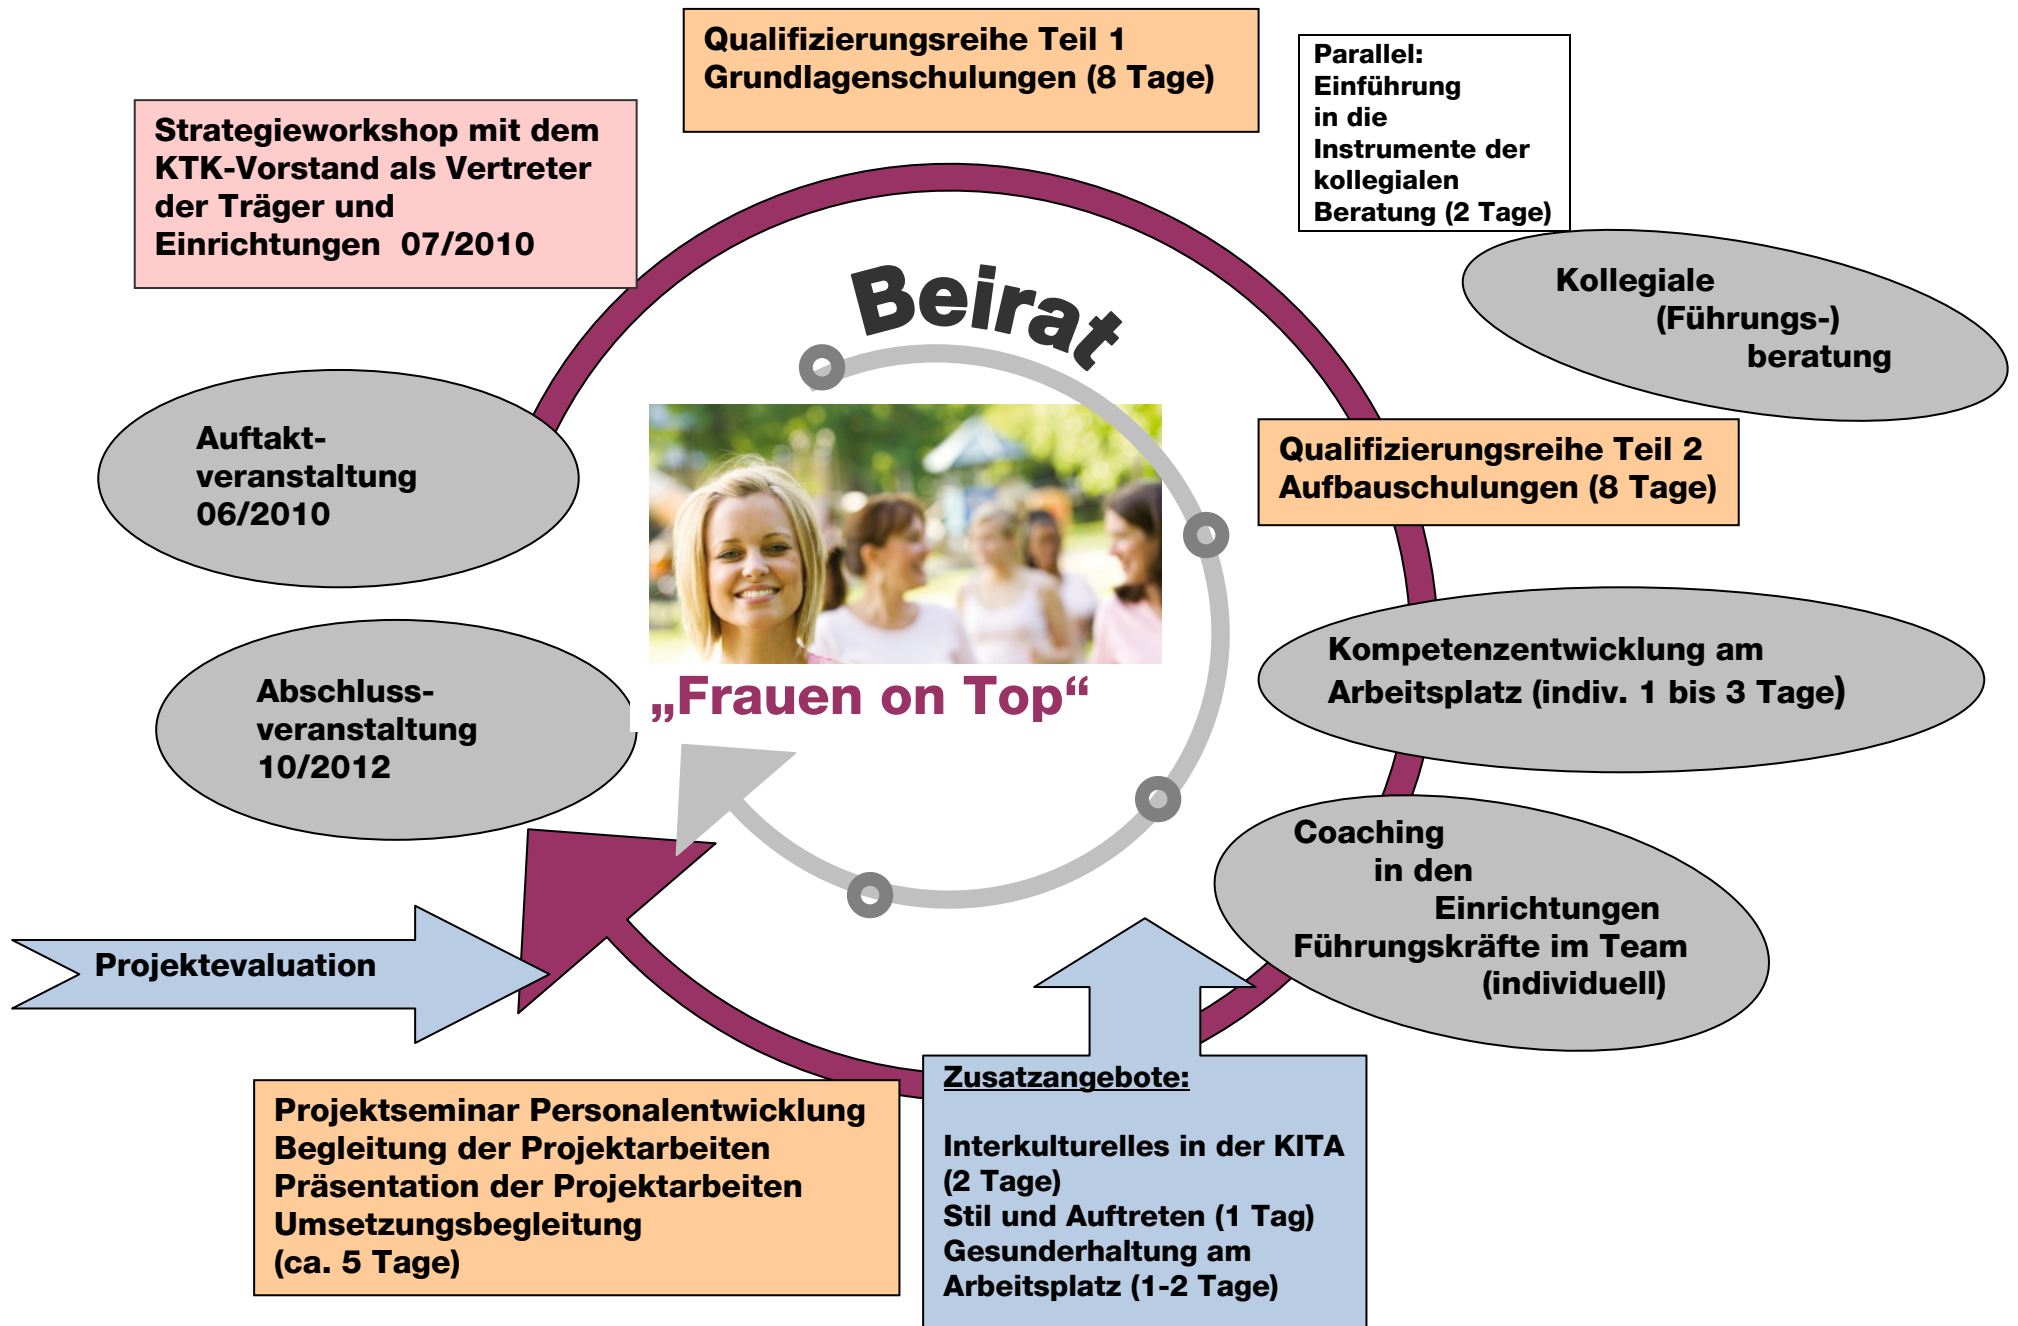 Qualifizierungsreihe Teil 1
Grundlagenschulungen (8 Tage)
Parallel:
Einführung
in die
Instrumente der
kollegialen
Beratung (2 Tage)
Strategieworkshop mit dem
KTK-Vorstand als Vertreter
der Träger und
Einrichtungen  07/2010
Kollegiale
(Führungs-)
beratung
Beirat
Auftakt-
veranstaltung
06/2010
Qualifizierungsreihe Teil 2
Aufbauschulungen (8 Tage)
Kompetenzentwicklung am
Arbeitsplatz (indiv. 1 bis 3 Tage)
„Frauen on Top“
Abschluss-
veranstaltung
10/2012
Coaching
in den
Einrichtungen
Führungskräfte im Team
(individuell)
Projektevaluation
Projektseminar Personalentwicklung
Begleitung der Projektarbeiten
Präsentation der Projektarbeiten
Umsetzungsbegleitung
(ca. 5 Tage)
Zusatzangebote:
Interkulturelles in der KITA
(2 Tage)
Stil und Auftreten (1 Tag)
Gesunderhaltung am
Arbeitsplatz (1-2 Tage)